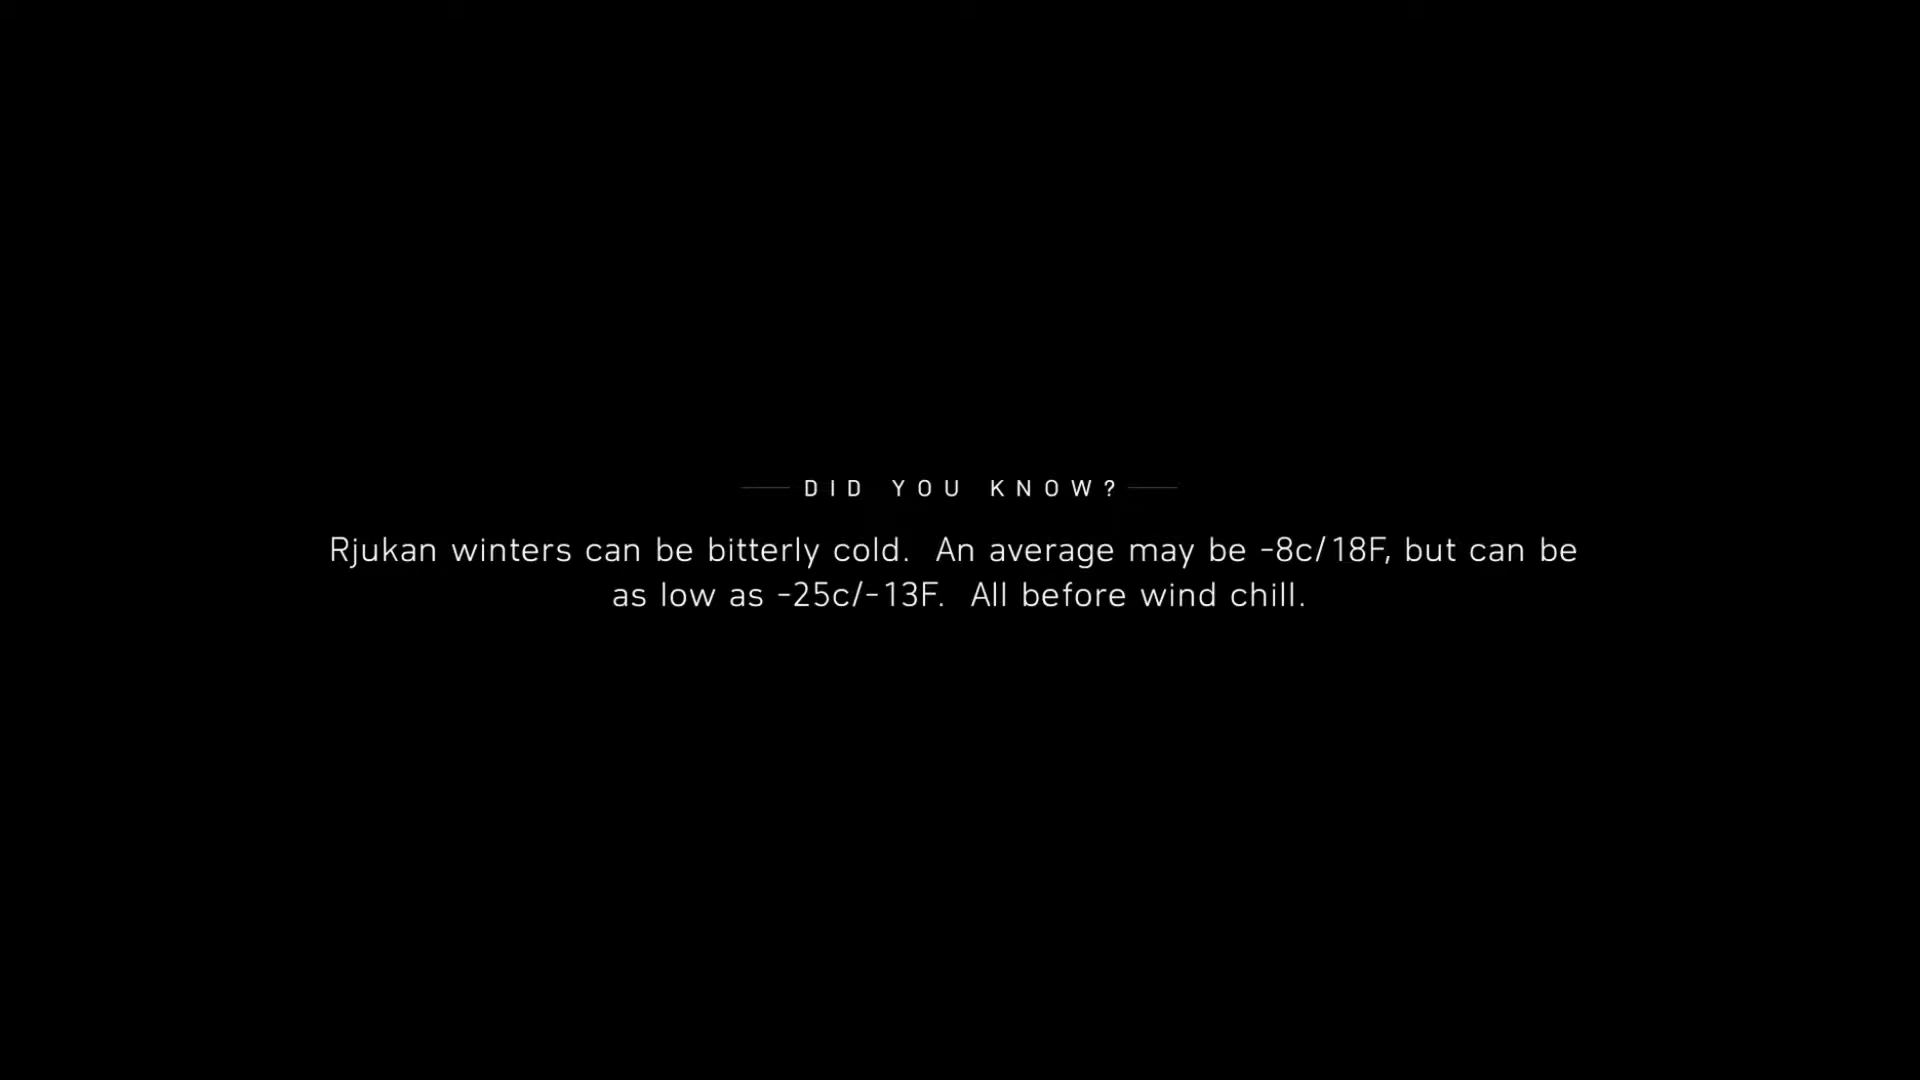 DID YOU KNOW?
Rjukan winters can be bitterly cold.  An average may be -8c/18F, but can be
as low as -25c/-13F.  All before wind chill.